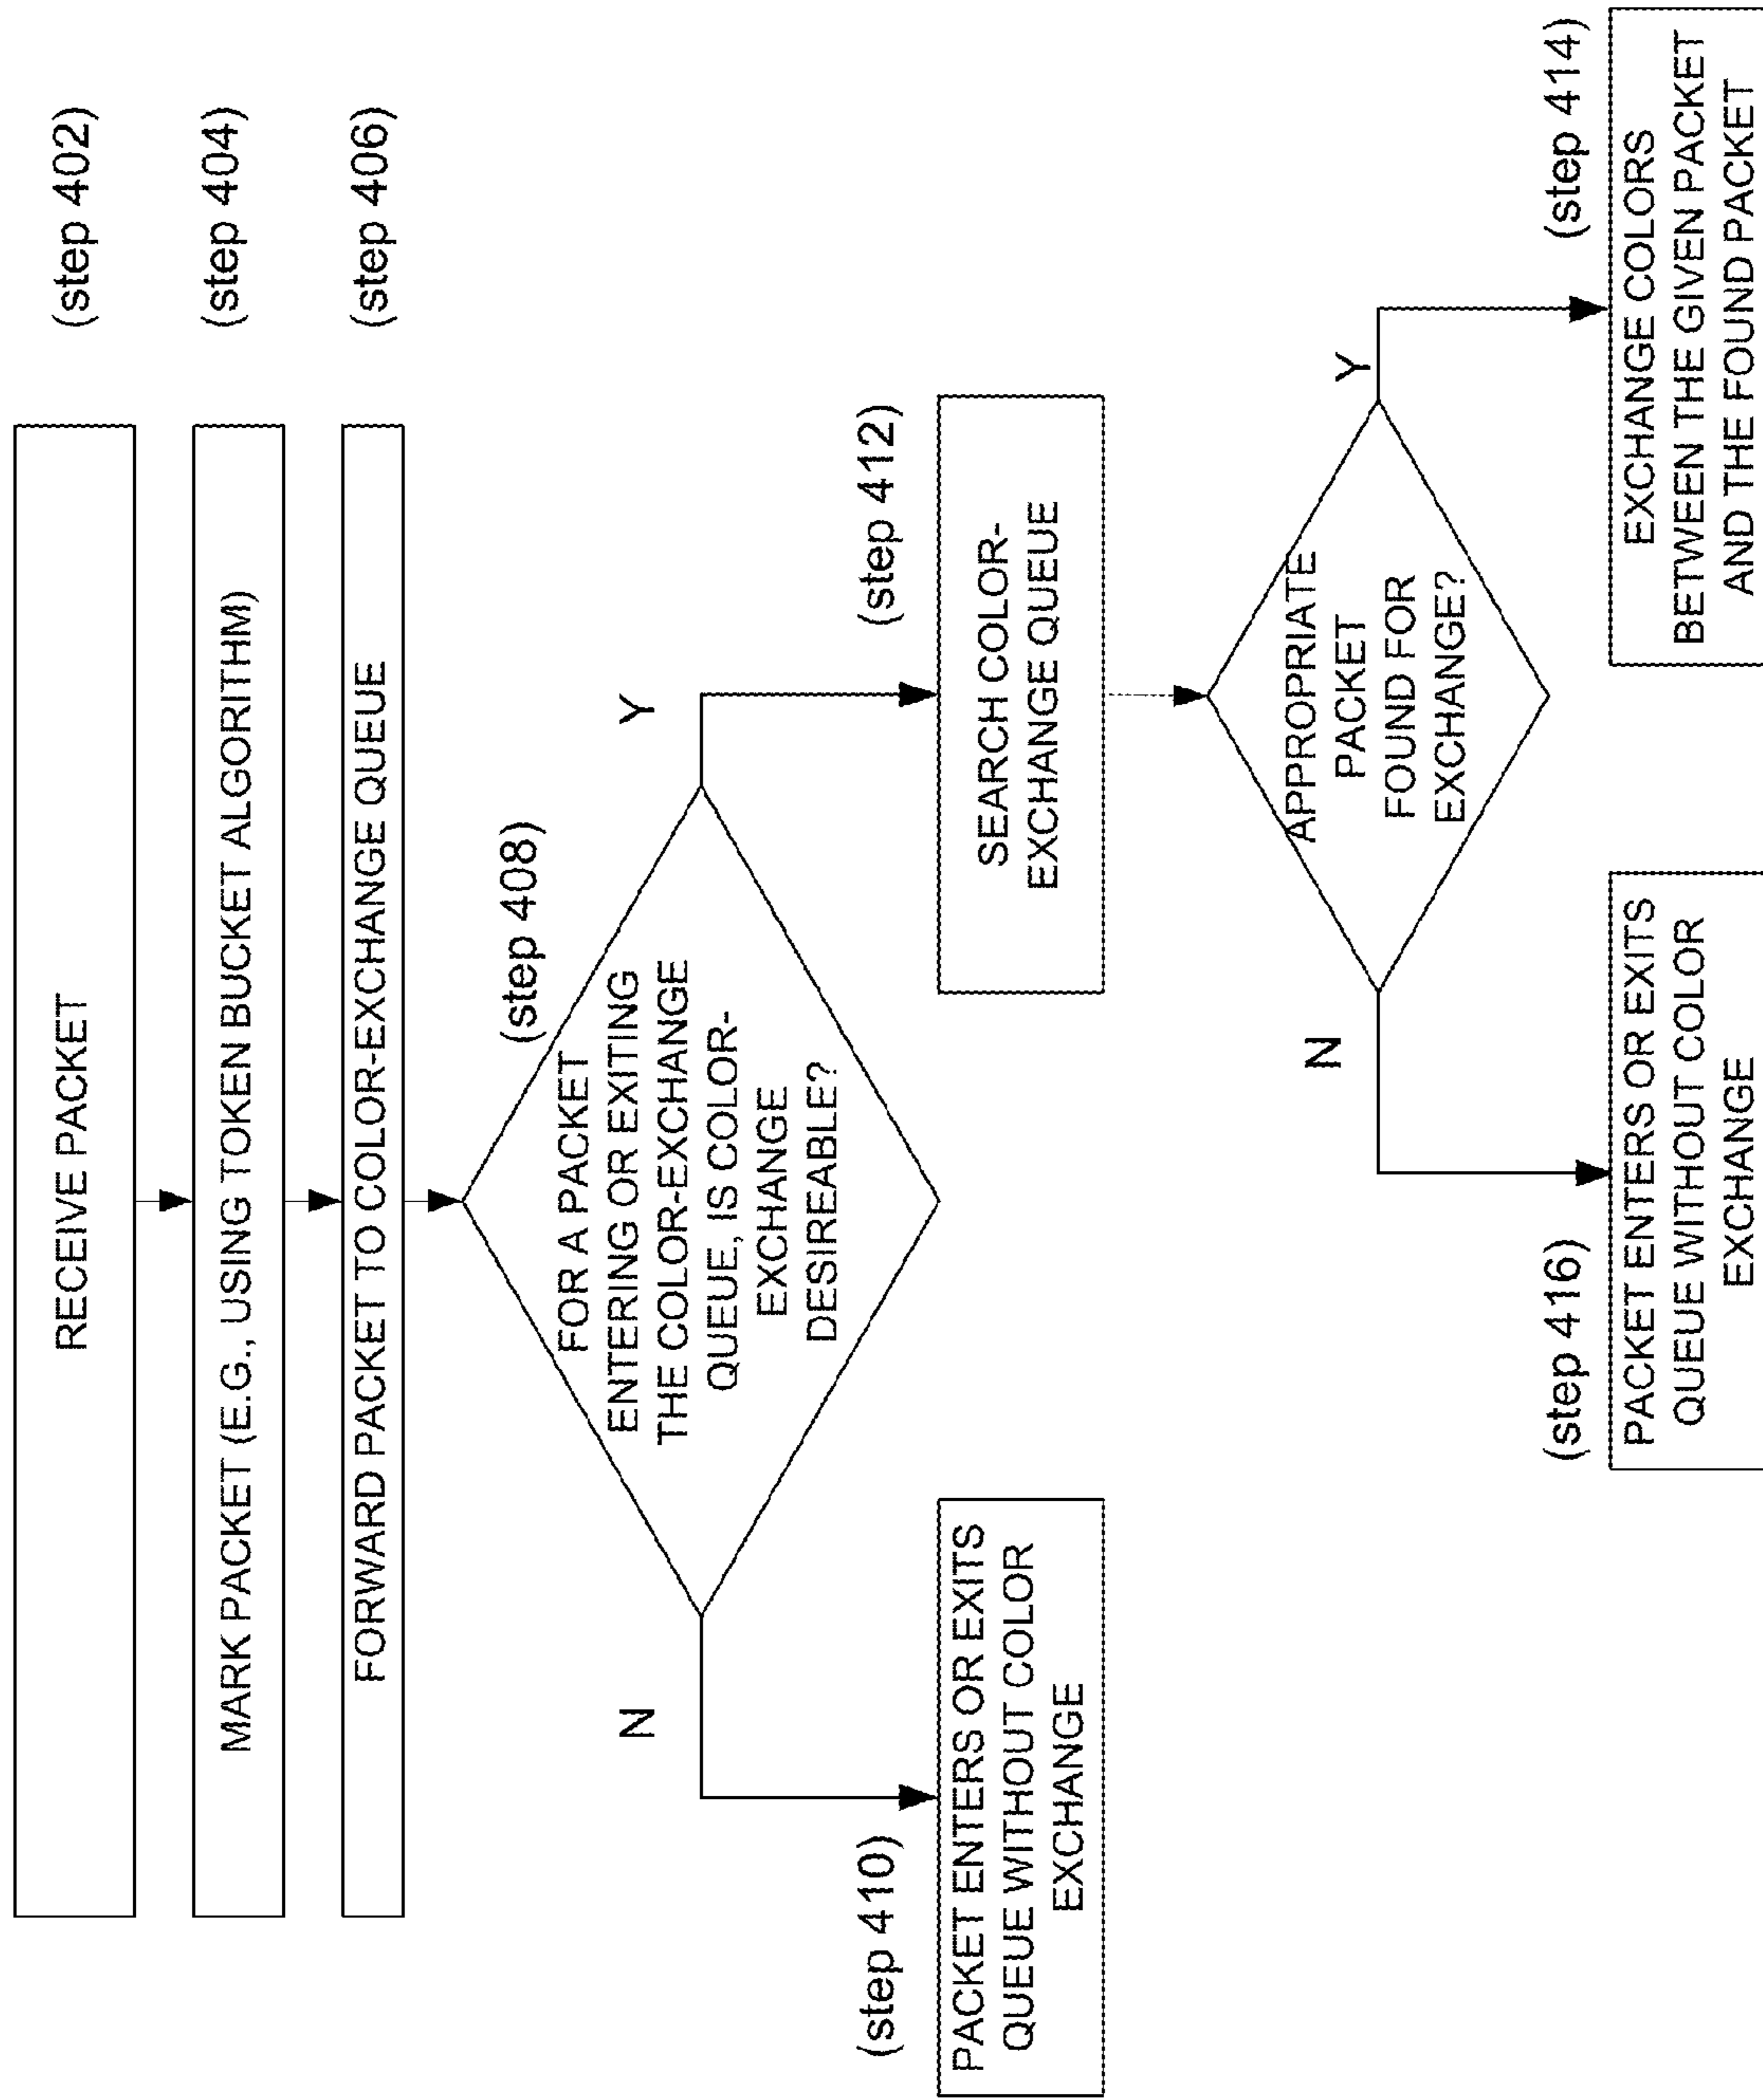 RECEIVE PACKET
(step 402)
MARK PACKET (E.G., USING TOKEN BUCKET ALGORITHM)
(step 404)
FORWARD PACKET TO COLOR-EXCHANGE QUEUE
(step 406)
(step 408)
FOR A PACKET
ENTERING OR EXITING
THE COLOR-EXCHANGE
QUEUE, IS COLOR-
EXCHANGE
DESIREABLE?
N
Y
(step 410)
PACKET ENTERS OR EXITS
QUEUE WITHOUT COLOR
EXCHANGE
(step 412)
SEARCH COLOR-
EXCHANGE QUEUE
APPROPRIATE
PACKET
FOUND FOR
EXCHANGE?
N
Y
(step 416)
PACKET ENTERS OR EXITS
QUEUE WITHOUT COLOR
EXCHANGE
(step 414)
EXCHANGE COLORS
BETWEEN THE GIVEN PACKET
AND THE FOUND PACKET